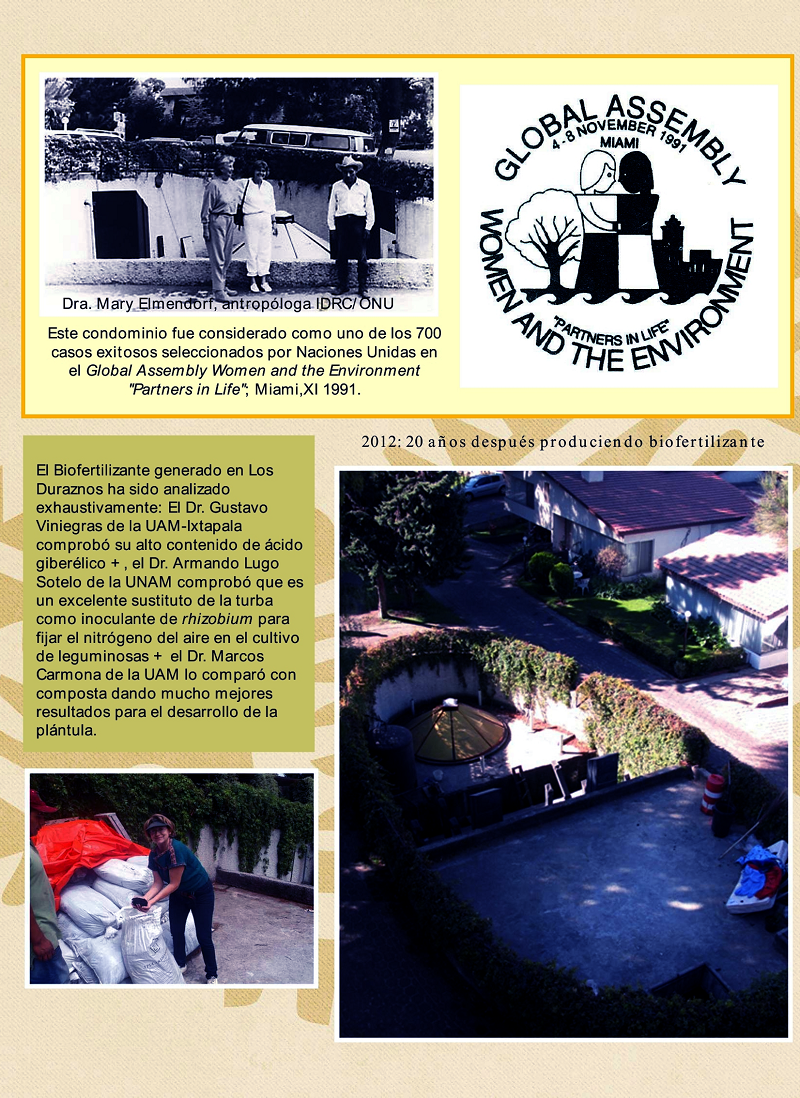 Dra. Mary Elmendorf, antropóloga IDRC/ONU
Este condominio fue considerado como uno de los 700
casos exitosos seleccionados por Naciones Unidas en
el Global Assembly Women and the Environment
"Partners in Life"; Miami,XI 1991.
GLOBAL ASSEMBLY
4-8 NOVEMBER 1991
MIAMI
"PARTNERS IN LIFE"
WOMEN AND THE ENVIRONMENT
2012: 20 años después produciendo biofertilizante
El Biofertilizante generado en Los
Duraznos ha sido analizado
exhaustivamente: El Dr. Gustavo
Viniegras de la UAM-Ixtapala
comprobó su alto contenido de ácido
giberélico + , el Dr. Armando Lugo
Sotelo de la UNAM comprobó que es
un excelente sustituto de la turba
como inoculante de rhizobium para
fijar el nitrógeno del aire en el cultivo
de leguminosas + el Dr. Marcos
Carmona de la UAM lo comparó con
composta dando mucho mejores
resultados para el desarrollo de la
plántula.